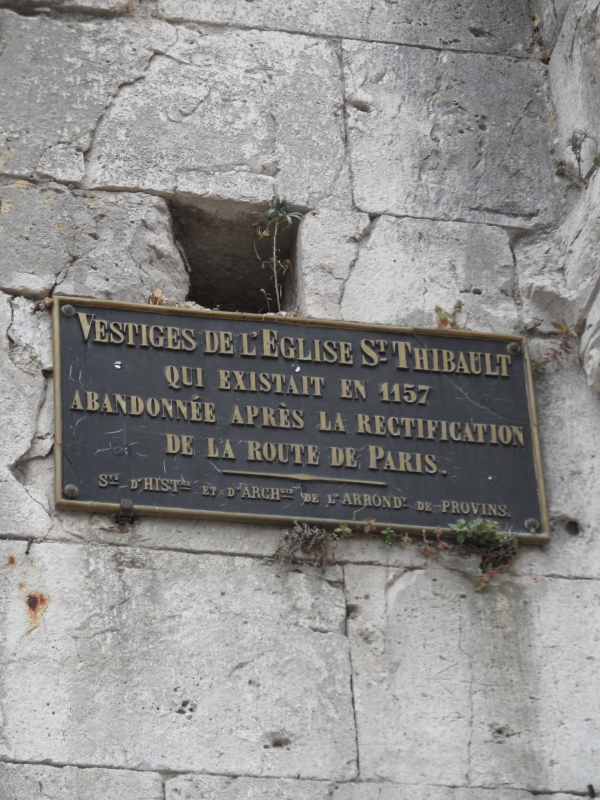 VESTIGES DE L'EGLISE ST THIBAULT
QUI EXISTAIT EN 1157
ABANDONNÉE APRÈS LA RECTIFICATION
DE LA ROUTE DE PARIS.
STÉ D'HISTRE ET D'ARCHGIE DE L'ARRONDT DE PROVINS.